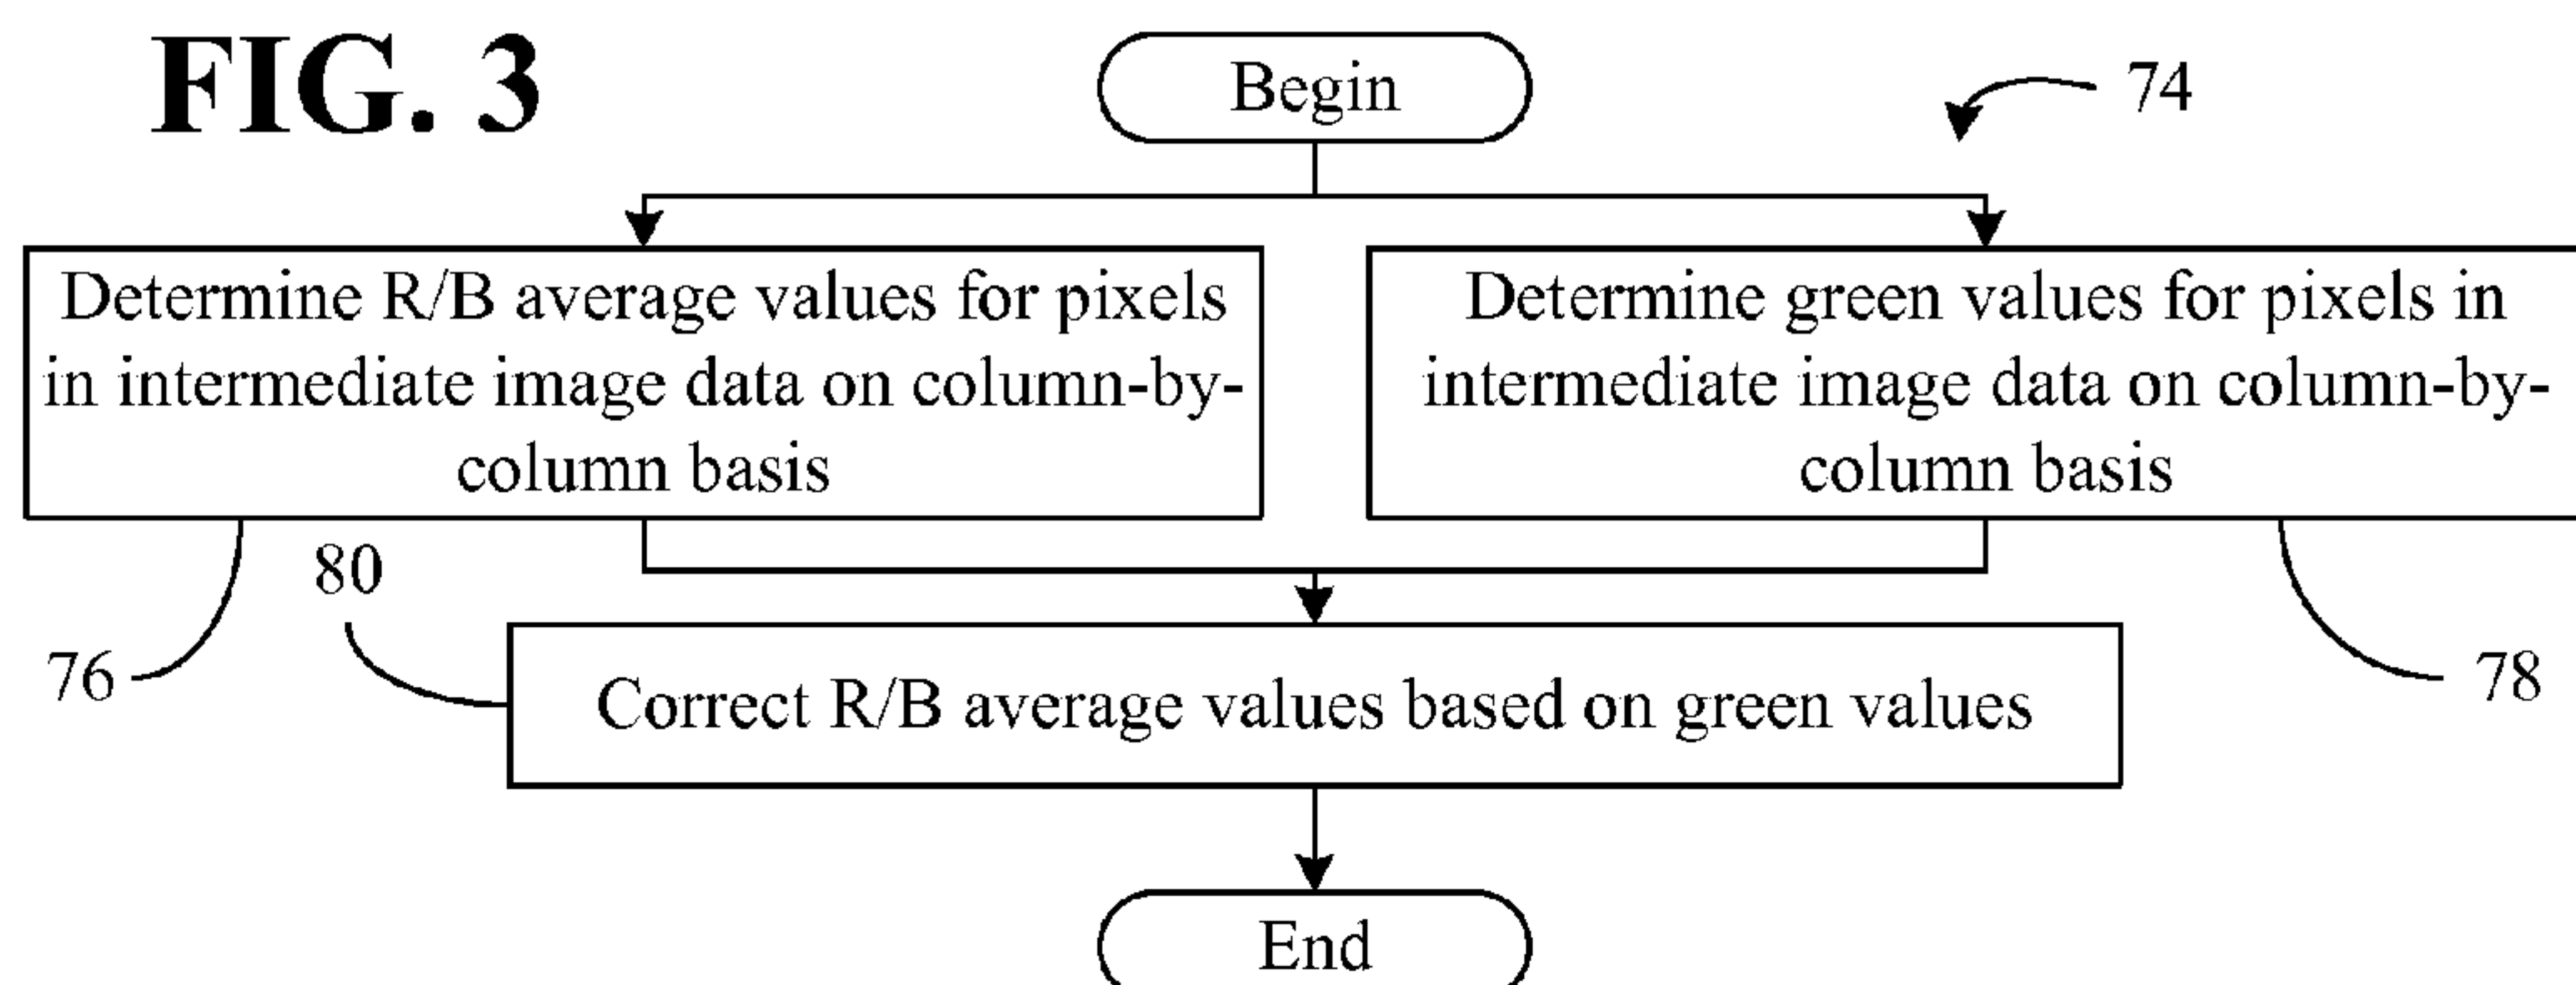 FIG. 3
Begin
74
Determine R/B average values for pixels
in intermediate image data on column-by-
column basis
Determine green values for pixels in
intermediate image data on column-by-
column basis
80
76
78
Correct R/B average values based on green values
End